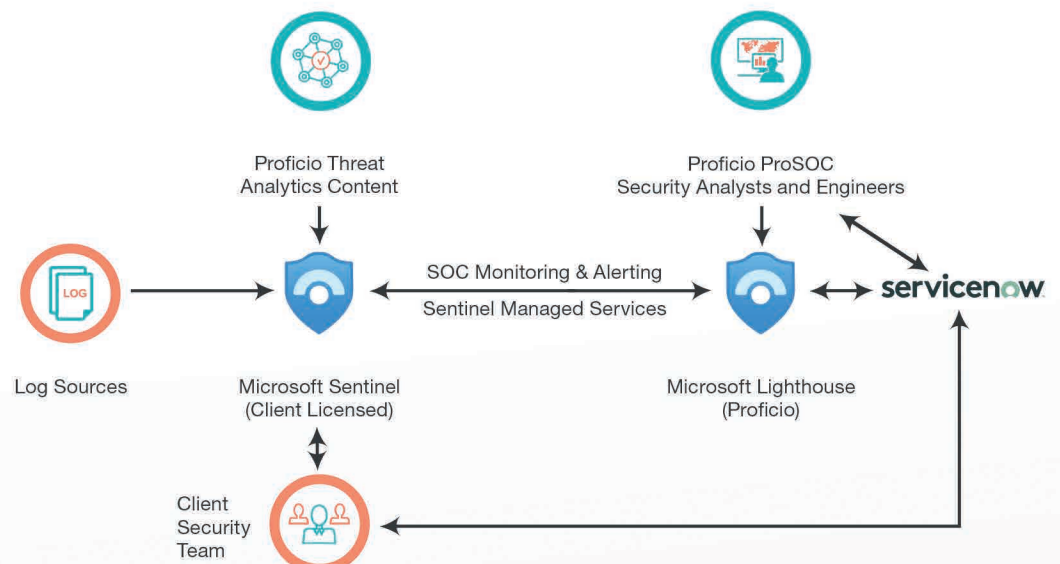 Proficio Threat
Analytics Content
Proficio ProSOC
Security Analysts and Engineers
LOG
SOC Monitoring & Alerting
Sentinel Managed Services
servicenow
Log Sources
Microsoft Sentinel
(Client Licensed)
Microsoft Lighthouse
(Proficio)
Client
Security
Team